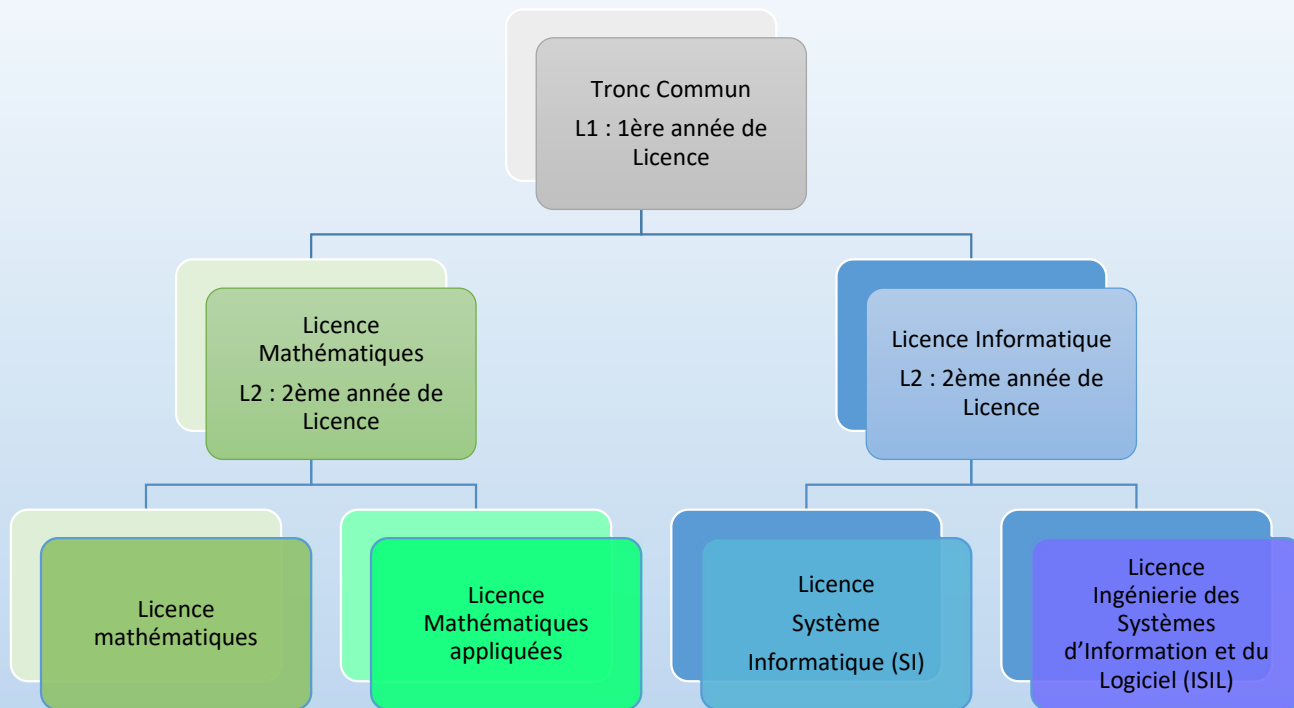 Tronc Commun
L1 : 1ère année de
Licence
Licence
Mathématiques
L2 : 2ème année de
Licence
Licence Informatique
L2 : 2ème année de
Licence
Licence
mathématiques
Licence
Mathématiques
appliquées
Licence
Système
Informatique (SI)
Licence
Ingénierie des
Systèmes
d’Information et du
Logiciel (ISIL)